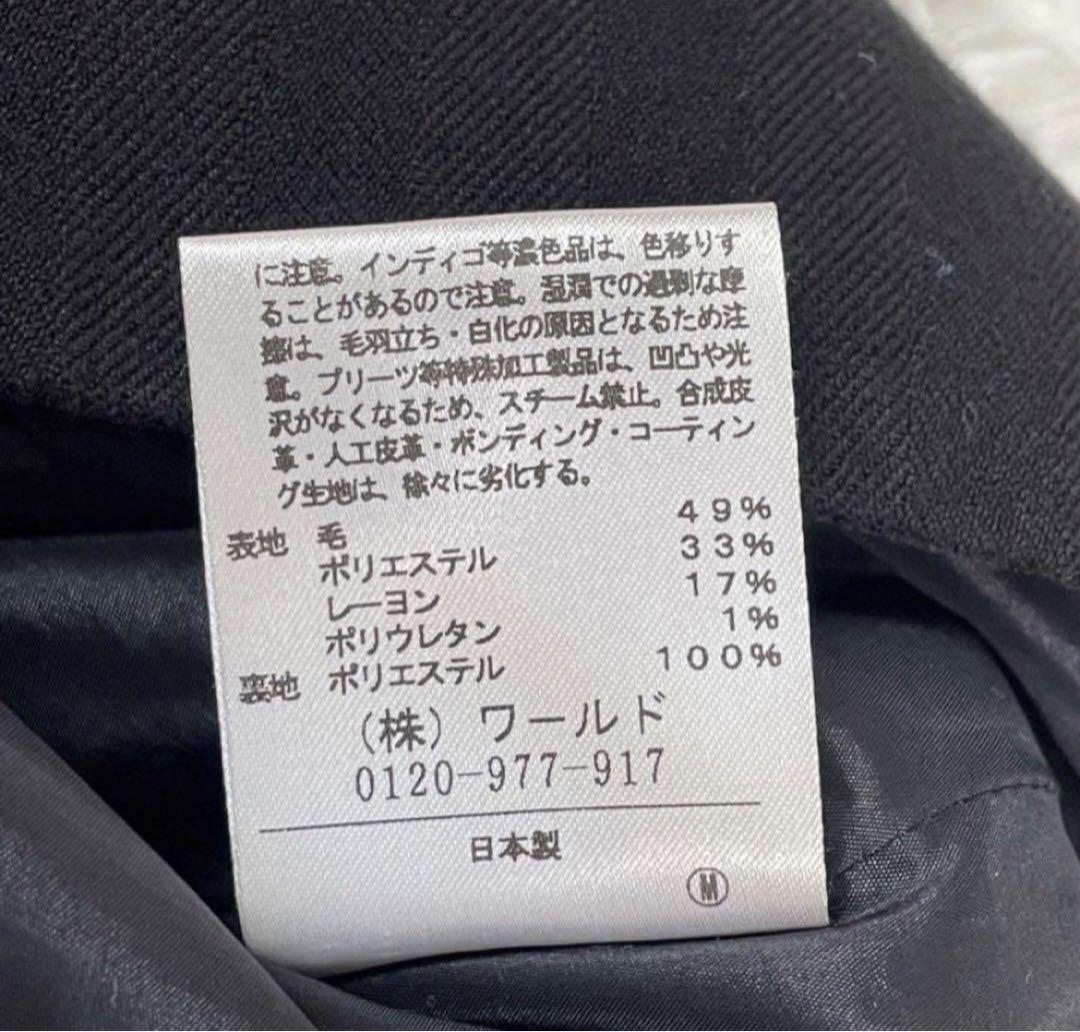 に注意。インディゴ等濃色品は、色移りす
ることがあるので注意。湿潤での過剰な摩
擦は、毛羽立ち・白化の原因となるため注
意。プリーツ等特殊加工製品は、凹凸や光
沢がなくなるため、スチーム禁止。合成皮
革・人工皮革・ボンディング・コーティン
グ生地は、徐々に劣化する。
表地 毛 49%
ポリエステル 33%
レーヨン 17%
ポリウレタン 1%
裏地 ポリエステル 100%
(株) ワールド
0120-977-917
日本製
Ⓜ